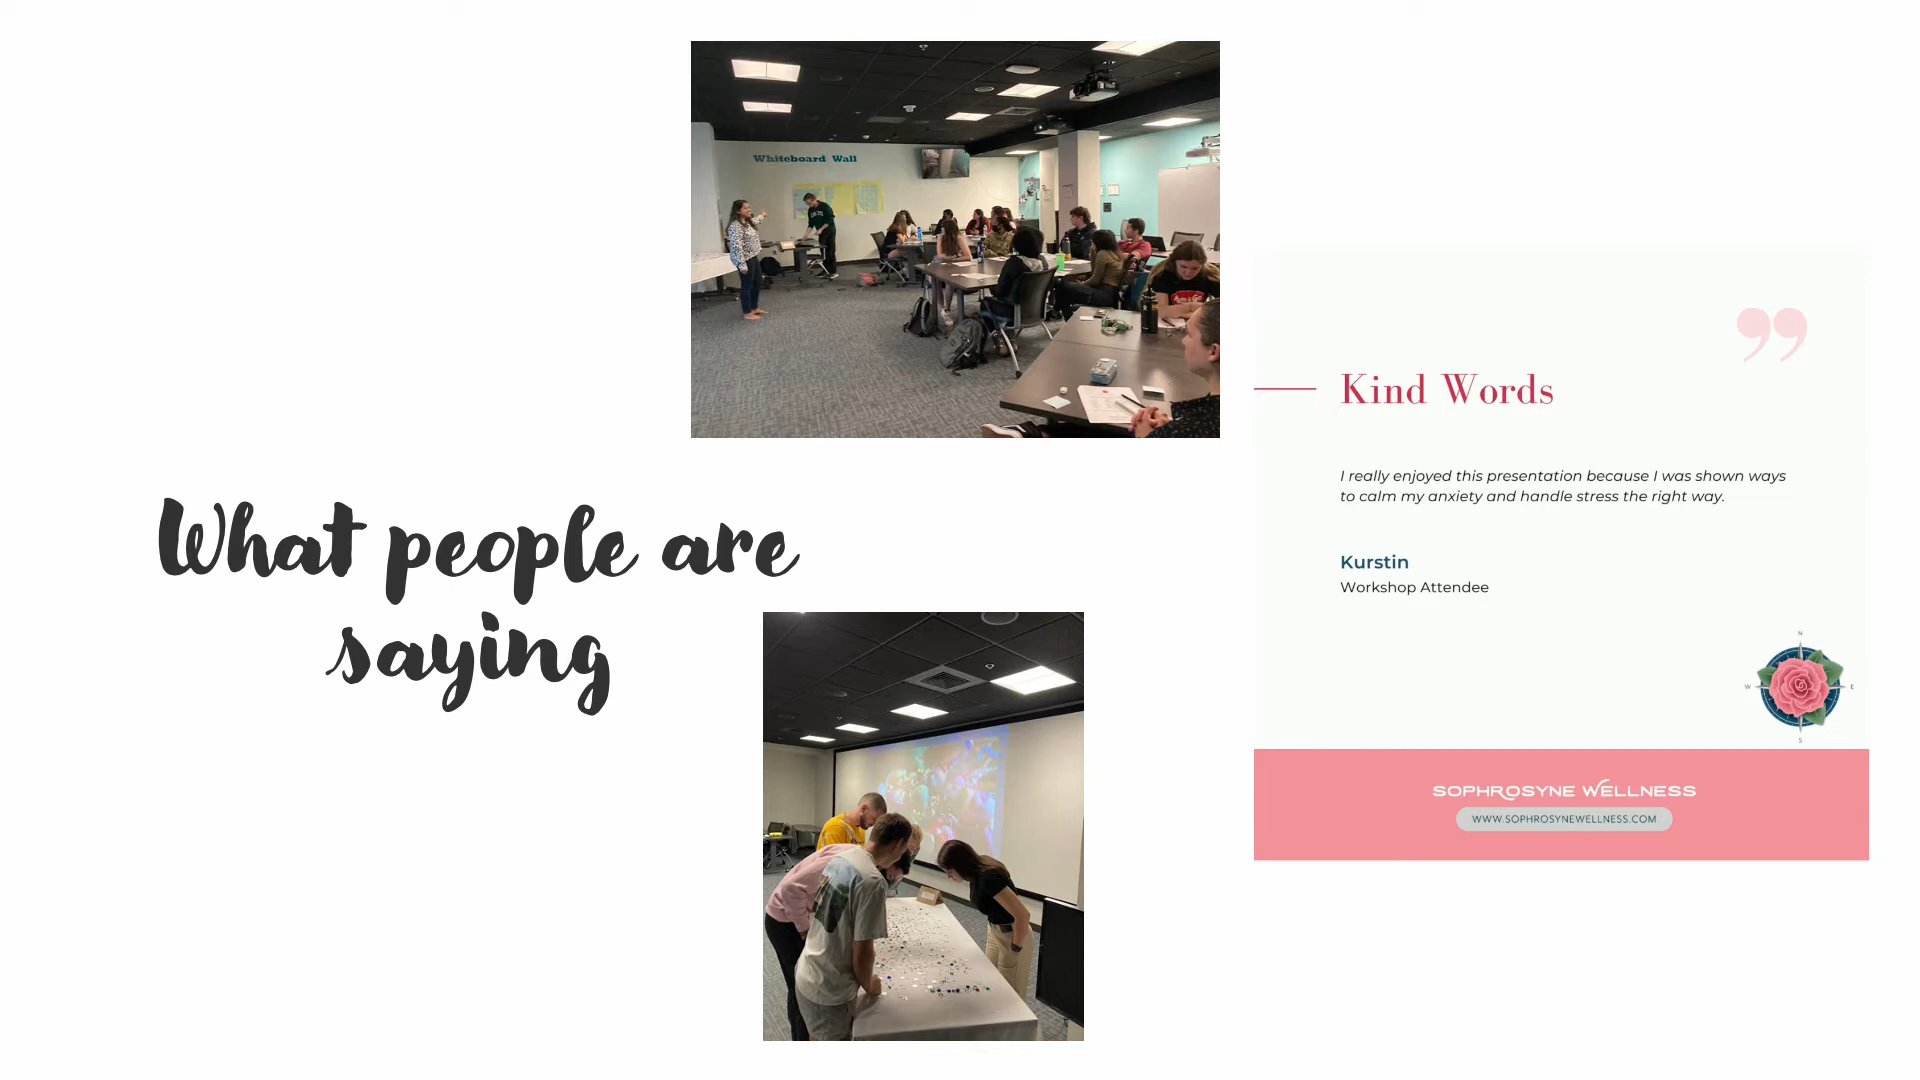 Whiteboard Wall
What people are
saying
Kind Words
I really enjoyed this presentation because I was shown ways
to calm my anxiety and handle stress the right way.
Kurstin
Workshop Attendee
N
W E
S
SOPHROSYNE WELLNESS
WWW.SOPHROSYNEWELLNESS.COM